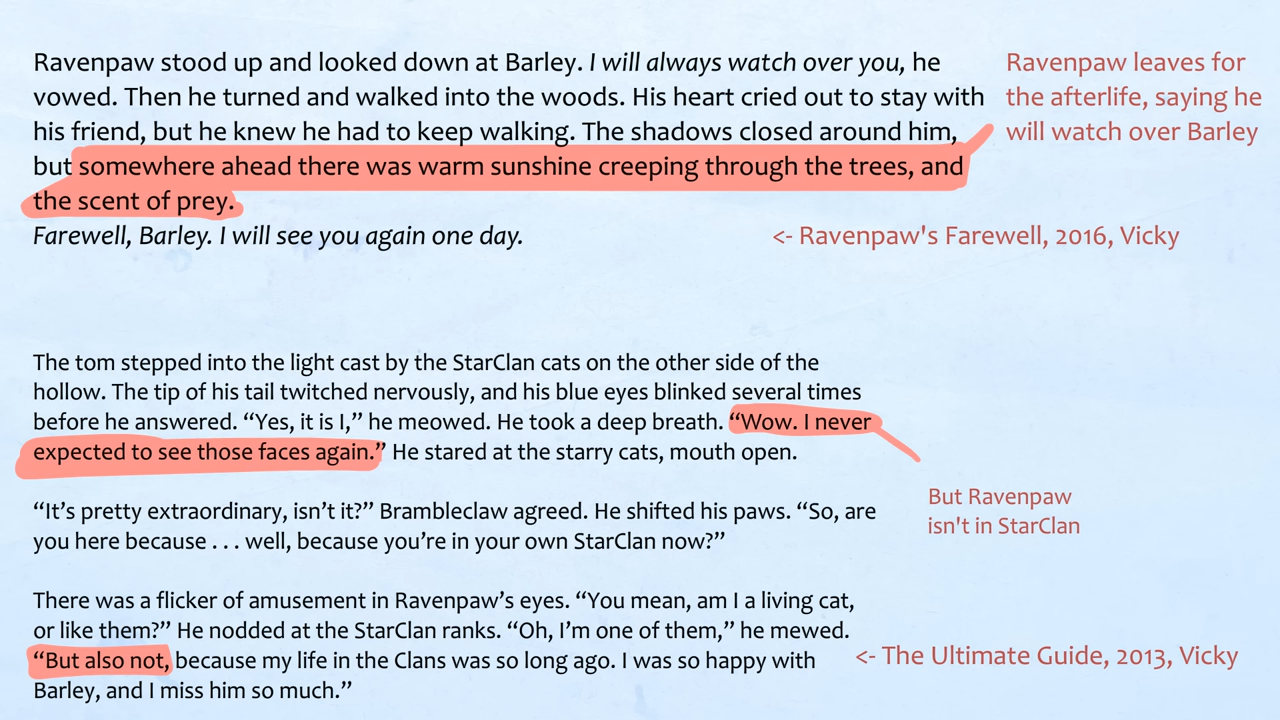 Ravenpaw stood up and looked down at Barley. I will always watch over you, he
vowed. Then he turned and walked into the woods. His heart cried out to stay with
his friend, but he knew he had to keep walking. The shadows closed around him,
but somewhere ahead there was warm sunshine creeping through the trees, and
the scent of prey.
Farewell, Barley. I will see you again one day.
Ravenpaw leaves for
the afterlife, saying he
will watch over Barley
<- Ravenpaw's Farewell, 2016, Vicky
The tom stepped into the light cast by the StarClan cats on the other side of the
hollow. The tip of his tail twitched nervously, and his blue eyes blinked several times
before he answered. “Yes, it is I,” he meowed. He took a deep breath. “Wow. I never
expected to see those faces again.” He stared at the starry cats, mouth open.
“It’s pretty extraordinary, isn’t it?” Brambleclaw agreed. He shifted his paws. “So, are
you here because . . . well, because you’re in your own StarClan now?”
But Ravenpaw
isn't in StarClan
There was a flicker of amusement in Ravenpaw’s eyes. “You mean, am I a living cat,
or like them?” He nodded at the StarClan ranks. “Oh, I’m one of them,” he mewed.
“But also not, because my life in the Clans was so long ago. I was so happy with
Barley, and I miss him so much.”
<- The Ultimate Guide, 2013, Vicky